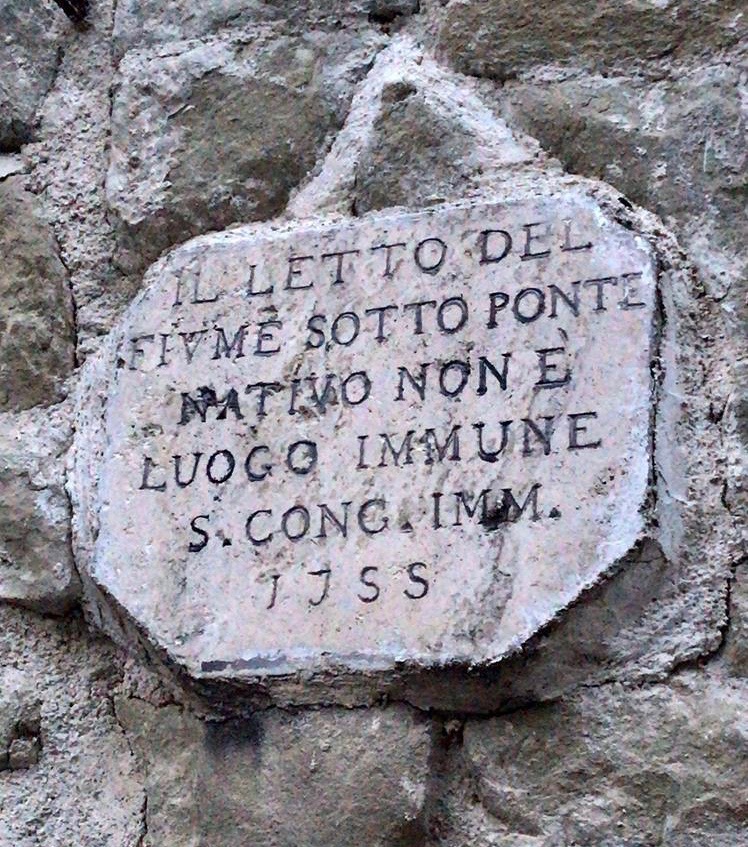 IL LETTO DEL
FIVME SOTTO PONTE
NATIVO NON È
LUOGO IMMUNE
S. CONG. IMM.
1755